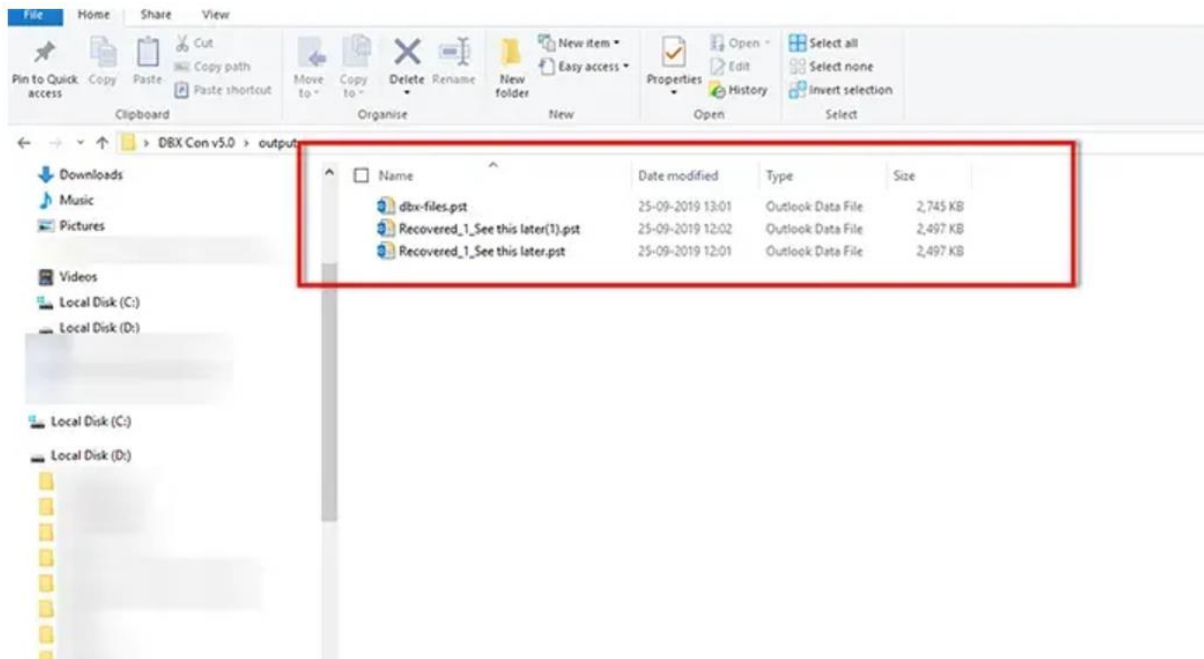 File Home Share View
Pin to Quick access
Copy
Paste
Cut
Copy path
Paste shortcut
Clipboard
Move to
Copy to
Delete
Rename
Organise
New folder
New item
Easy access
New
Properties
Open
Edit
History
Open
Select all
Select none
Invert selection
Select
DBX Con v5.0 > output
Downloads
Music
Pictures
Videos
Local Disk (C:)
Local Disk (D:)
Local Disk (C:)
Local Disk (D:)
Name Date modified Type Size
dbx-files.pst 25-09-2019 13:01 Outlook Data File 2,745 KB
Recovered_1_See this later(1).pst 25-09-2019 12:02 Outlook Data File 2,497 KB
Recovered_1_See this later.pst 25-09-2019 12:01 Outlook Data File 2,497 KB